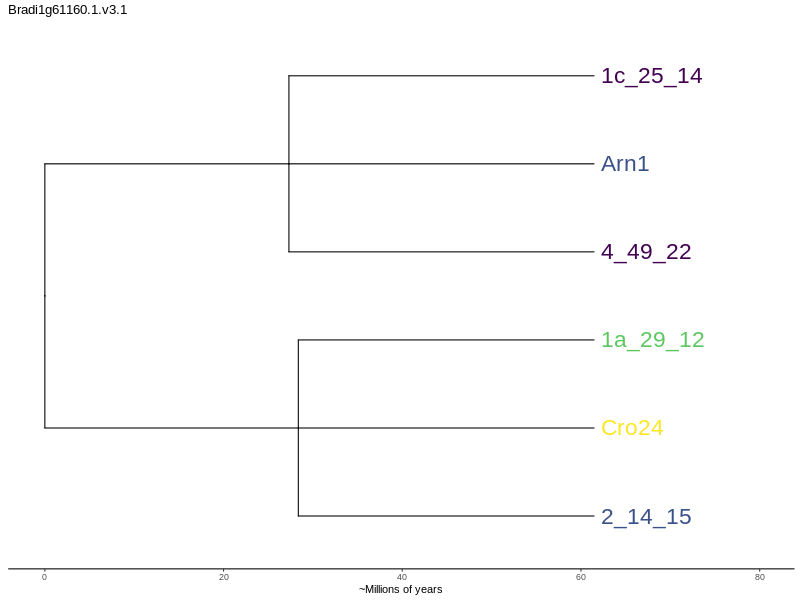 Bradi1g61160.1.v3.1
1c_25_14
Arn1
4_49_22
1a_29_12
Cro24
2_14_15
0 20 40 60 80
~Millions of years